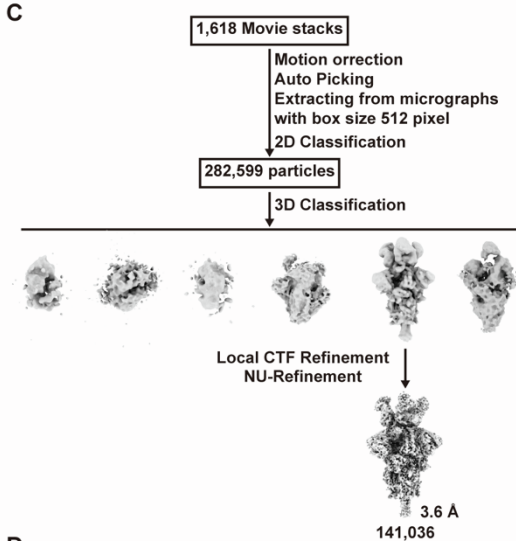 C
1,618 Movie stacks
Motion orrection
Auto Picking
Extracting from micrographs
with box size 512 pixel
2D Classification
282,599 particles
3D Classification
Local CTF Refinement
NU-Refinement
3.6 Å
141,036